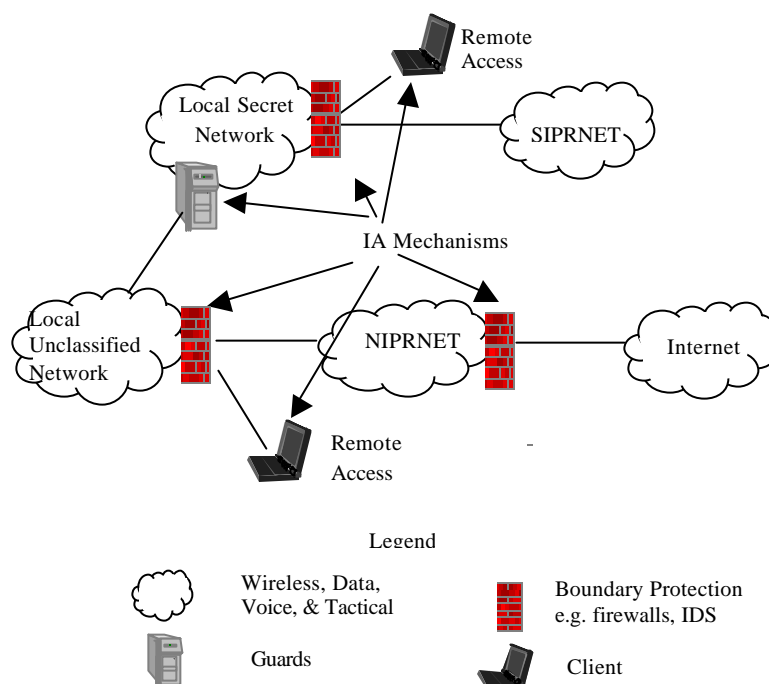 Remote
Access
Local Secret
Network
SIPRNET
IA Mechanisms
Local
Unclassified
Network
NIPRNET
Internet
Remote
Access
Legend
Wireless, Data,
Voice, & Tactical
Boundary Protection
e.g. firewalls, IDS
Guards
Client